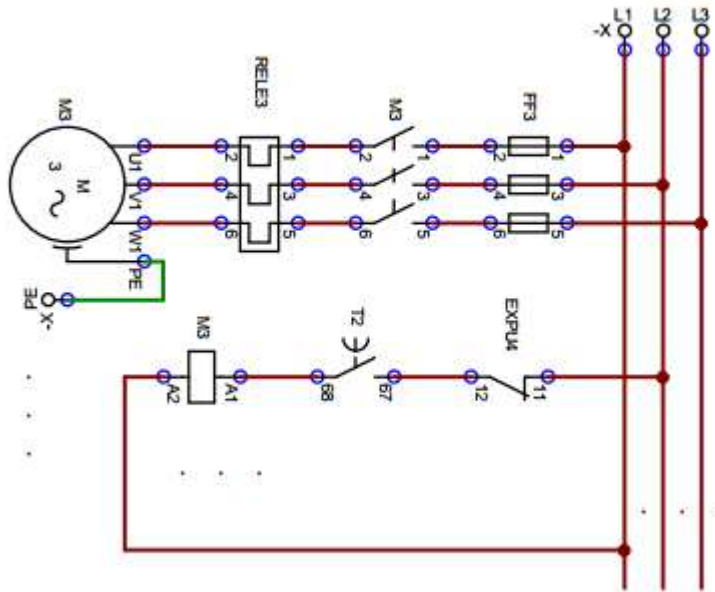 L1 L2 L3
-X
M3 RELE3 M3 FF3
U1 2 1 2 1 2 1
M
3
V1 4 3 4 3 4 3
W1 6 5 6 5 6 5
PE
-X
PE
M3 T2 EXPU4
A2 A1 68 67 12 11